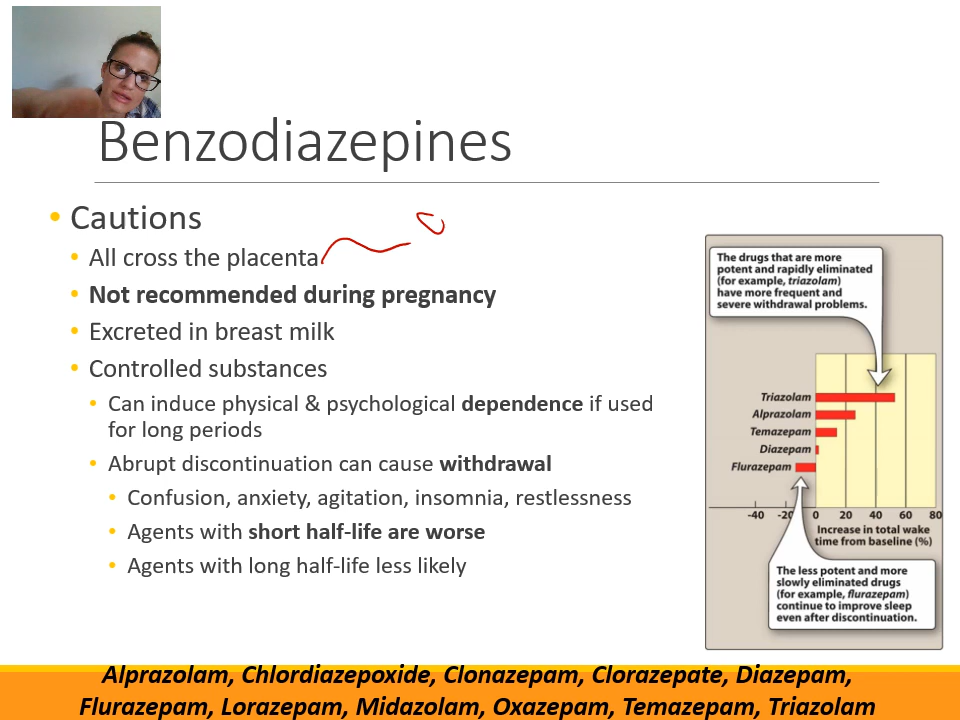 Benzodiazepines
• Cautions
• All cross the placenta
• Not recommended during pregnancy
• Excreted in breast milk
• Controlled substances
• Can induce physical & psychological dependence if used
for long periods
• Abrupt discontinuation can cause withdrawal
• Confusion, anxiety, agitation, insomnia, restlessness
• Agents with short half-life are worse
• Agents with long half-life less likely
The drugs that are more
potent and rapidly eliminated
(for example, triazolam)
have more frequent and
severe withdrawal problems.
Triazolam
Alprazolam
Temazepam
Diazepam
Flurazepam
-40 -20 0 20 40 60 80
Increase in total wake
time from baseline (%)
The less potent and more
slowly eliminated drugs
(for example, flurazepam)
continue to improve sleep
even after discontinuation.
Alprazolam, Chlordiazepoxide, Clonazepam, Clorazepate, Diazepam,
Flurazepam, Lorazepam, Midazolam, Oxazepam, Temazepam, Triazolam